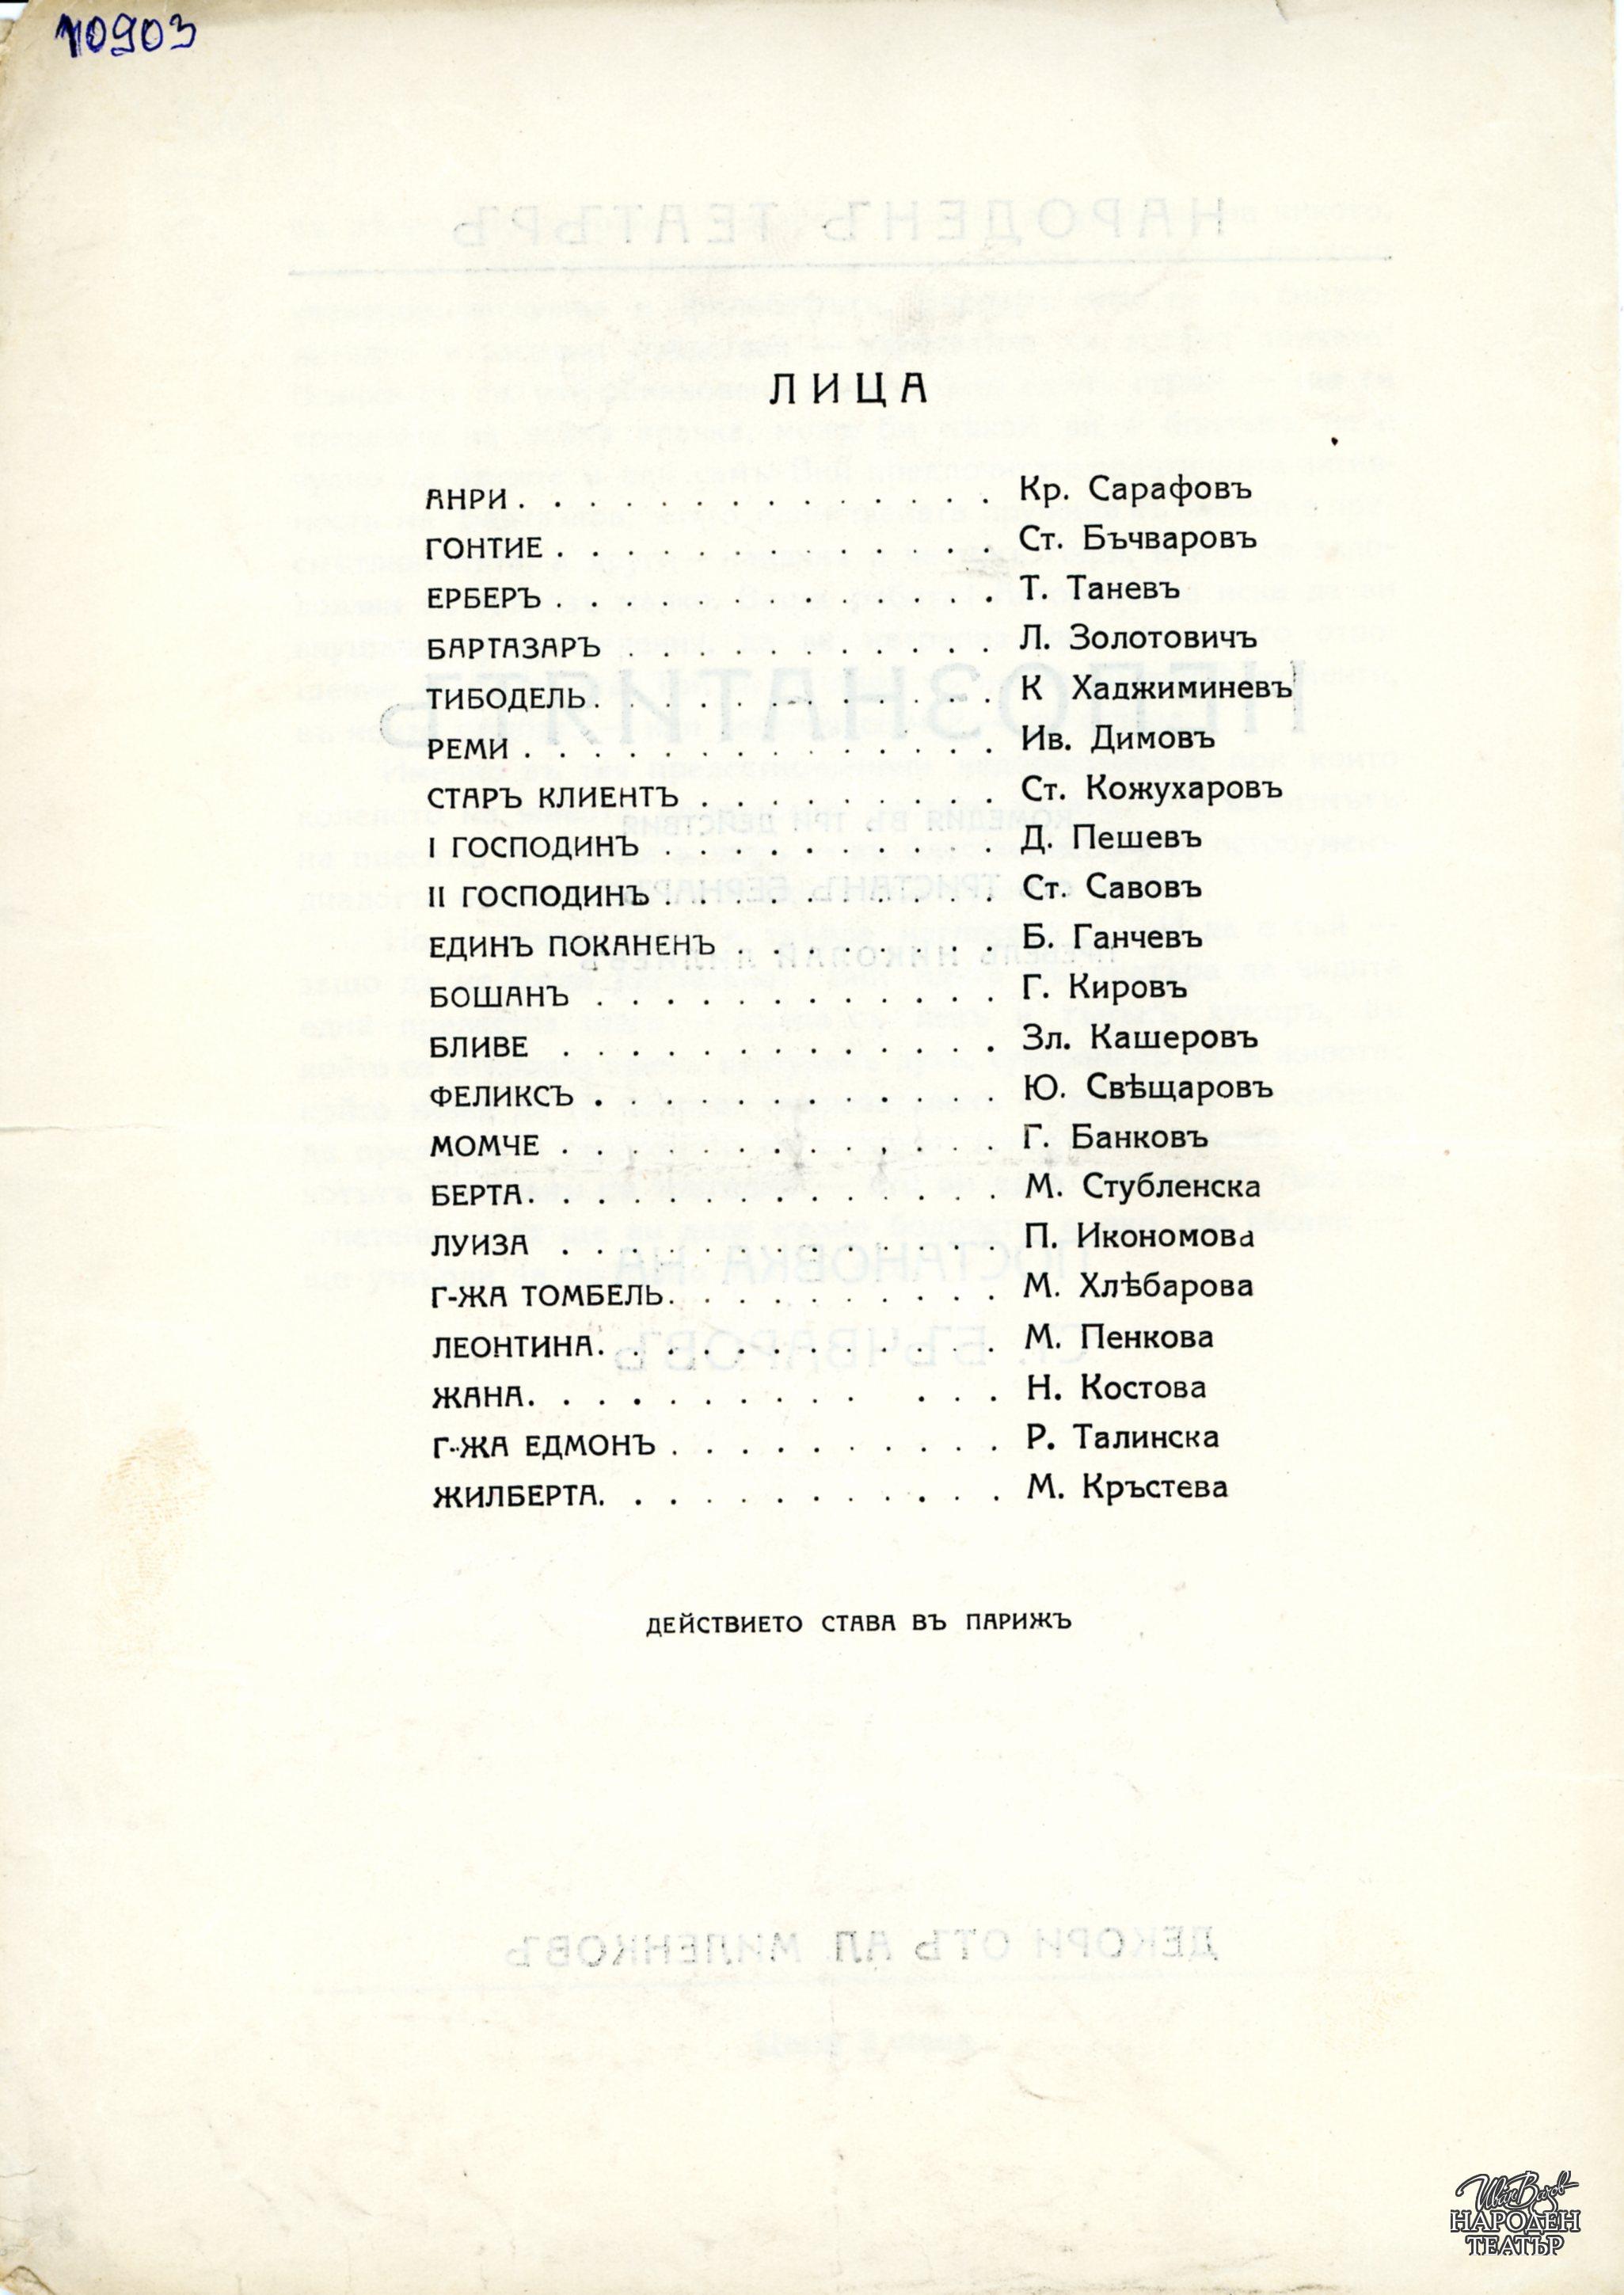 10903
ЛИЦА
АНРИ . . . . . . . . . . . . . . Кр. Сарафовъ
ГОНТИЕ . . . . . . . . . . . . . Ст. Бъчваровъ
ЕРБЕРЪ . . . . . . . . . . . . . Т. Таневъ
БАРТАЗАРЪ . . . . . . . . . . . Л. Золотовичъ
ТИБОДЕЛЬ. . . . . . . . . . . . К Хаджиминевъ
РЕМИ . . . . . . . . . . . . . . Ив. Димовъ
СТАРЪ КЛИЕНТЪ . . . . . . . . . Ст. Кожухаровъ
I ГОСПОДИНЪ . . . . . . . . . . Д. Пешевъ
II ГОСПОДИНЪ . . . . . . . . . . Ст. Савовъ
ЕДИНЪ ПОКАНЕНЪ . . . . . . . . Б. Ганчевъ
БОШАНЪ . . . . . . . . . . . . Г. Кировъ
БЛИВЕ . . . . . . . . . . . . . Зл. Кашеровъ
ФЕЛИКСЪ . . . . . . . . . . . . Ю. Свѣщаровъ
МОМЧЕ . . . . . . . . . . . . . Г. Банковъ
БЕРТА. . . . . . . . . . . . . . М. Стубленска
ЛУИЗА . . . . . . . . . . . . . П. Икономова
Г-ЖА ТОМБЕЛЬ. . . . . . . . . . М. Хлѣбарова
ЛЕОНТИНА. . . . . . . . . . . . М. Пенкова
ЖАНА. . . . . . . . . . . . . Н. Костова
Г-ЖА ЕДМОНЪ . . . . . . . . . . Р. Талинска
ЖИЛБЕРТА. . . . . . . . . . . . М. Кръстева
ДЕЙСТВИЕТО СТАВА ВЪ ПАРИЖЪ
НАРОДЕН
ТЕАТЪР